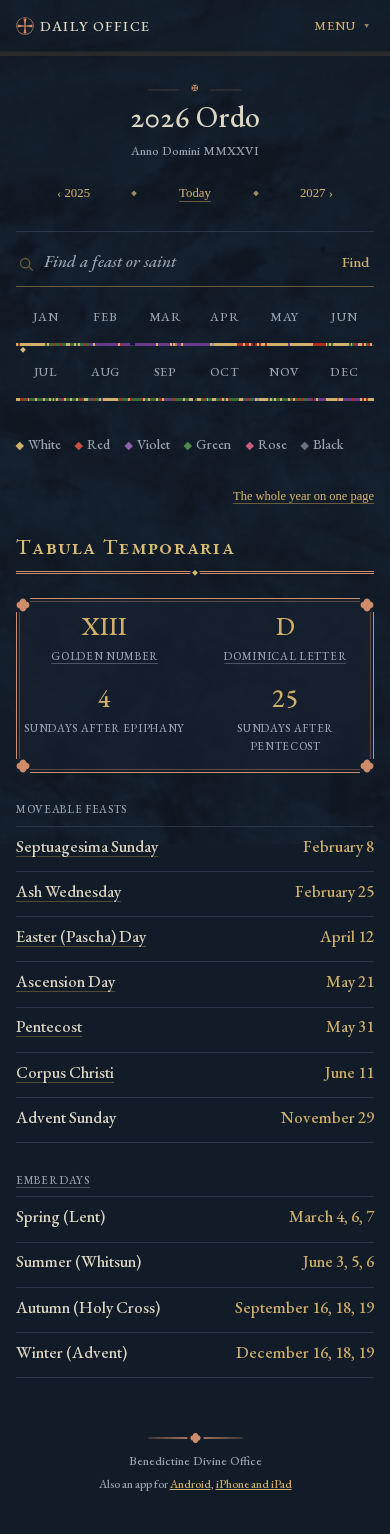 DAILY OFFICE MENU ▾
2026 Ordo
Anno Domini MMXXVI
‹ 2025 ◆ Today ◆ 2027 ›
Find a feast or saint Find
JAN FEB MAR APR MAY JUN
JUL AUG SEP OCT NOV DEC
White Red Violet Green Rose Black
The whole year on one page
Tabula Temporaria
XIII D
GOLDEN NUMBER DOMINICAL LETTER
4 25
SUNDAYS AFTER EPIPHANY SUNDAYS AFTER
PENTECOST
MOVEABLE FEASTS
Septuagesima Sunday February 8
Ash Wednesday February 25
Easter (Pascha) Day April 12
Ascension Day May 21
Pentecost May 31
Corpus Christi June 11
Advent Sunday November 29
EMBER DAYS
Spring (Lent) March 4, 6, 7
Summer (Whitsun) June 3, 5, 6
Autumn (Holy Cross) September 16, 18, 19
Winter (Advent) December 16, 18, 19
Benedictine Divine Office
Also an app for Android, iPhone and iPad